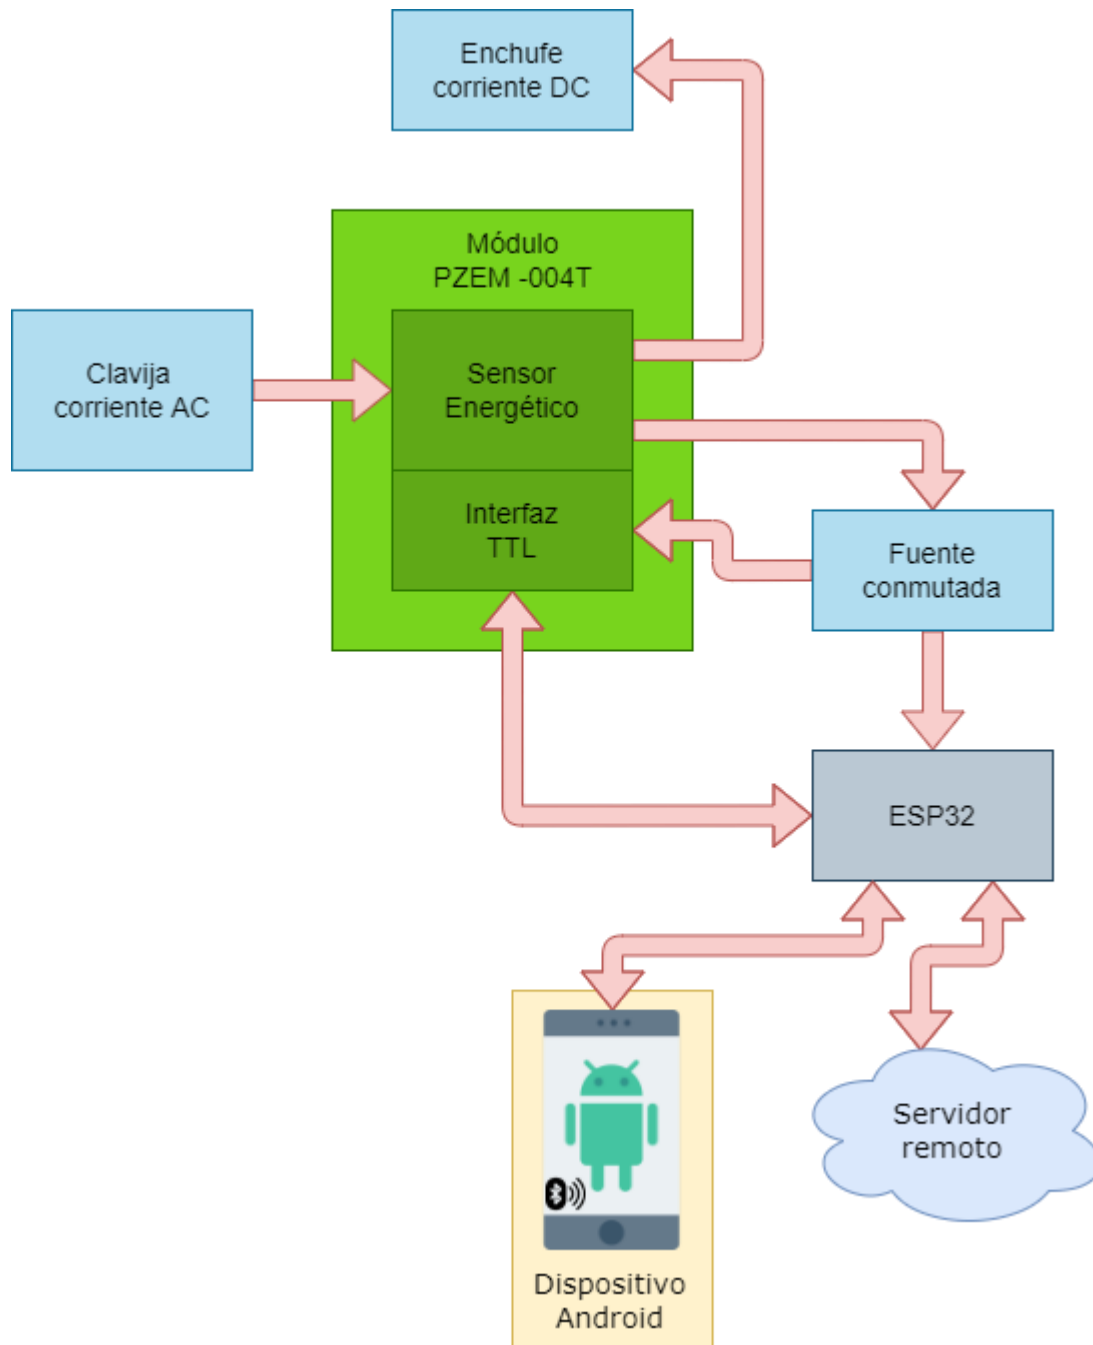 Enchufe
corriente DC
Módulo
PZEM -004T
Clavija
corriente AC
Sensor
Energético
Interfaz
TTL
Fuente
conmutada
ESP32
Servidor
remoto
Dispositivo
Android